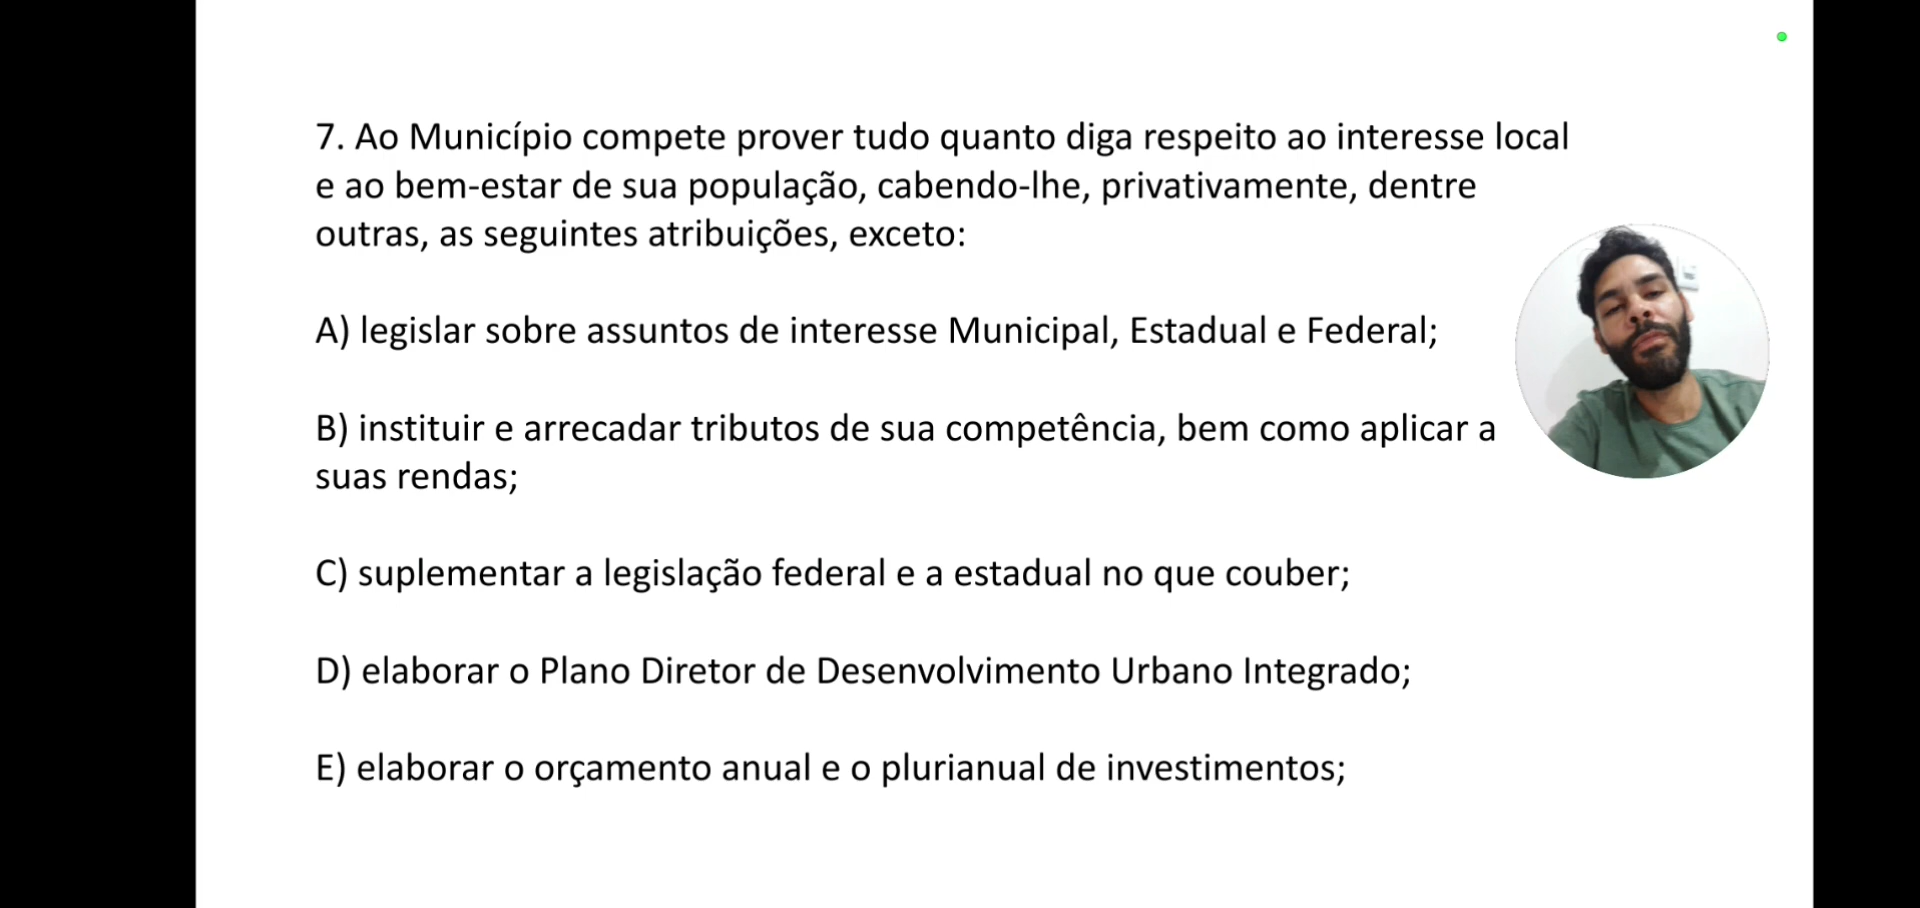 7. Ao Município compete prover tudo quanto diga respeito ao interesse local
e ao bem-estar de sua população, cabendo-lhe, privativamente, dentre
outras, as seguintes atribuições, exceto:
A) legislar sobre assuntos de interesse Municipal, Estadual e Federal;
B) instituir e arrecadar tributos de sua competência, bem como aplicar a
suas rendas;
C) suplementar a legislação federal e a estadual no que couber;
D) elaborar o Plano Diretor de Desenvolvimento Urbano Integrado;
E) elaborar o orçamento anual e o plurianual de investimentos;